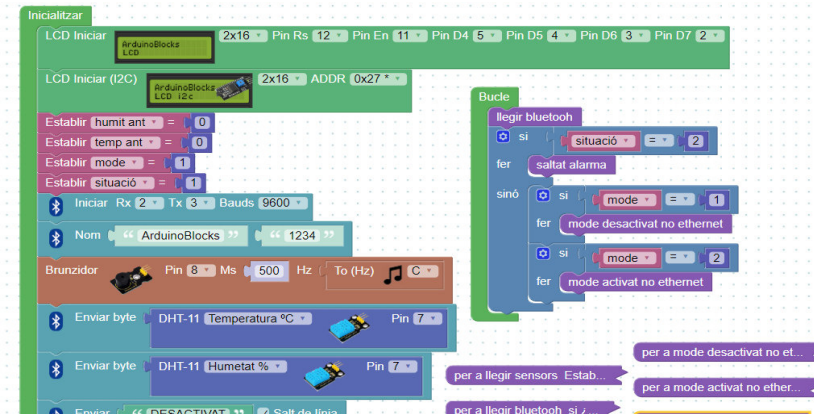 Inicialitzar
LCD Iniciar ArduinoBlocks LCD 2x16 Pin Rs 12 Pin En 11 Pin D4 5 Pin D5 4 Pin D6 3 Pin D7 2
LCD Iniciar (I2C) ArduinoBlocks LCD i2c 2x16 ADDR 0x27 *
Establir humit ant = 0
Establir temp ant = 0
Establir mode = 1
Establir situació = 1
Iniciar Rx 2 Tx 3 Bauds 9600
Nom “ ArduinoBlocks ” “ 1234 ”
Brunzidor Pin 8 Ms 500 Hz To (Hz) C
Enviar byte DHT-11 Temperatura ºC Pin 7
Enviar byte DHT-11 Humetat % Pin 7
Enviar “ DESACTIVAT ” Salt de línia
Bucle
llegir bluetooh
si situació = 2
fer saltat alarma
sinó si mode = 1
fer mode desactivat no ethernet
si mode = 2
fer mode activat no ethernet
per a mode desactivat no et...
per a llegir sensors Estab...
per a mode activat no ether...
per a llegir bluetooh si ¿...